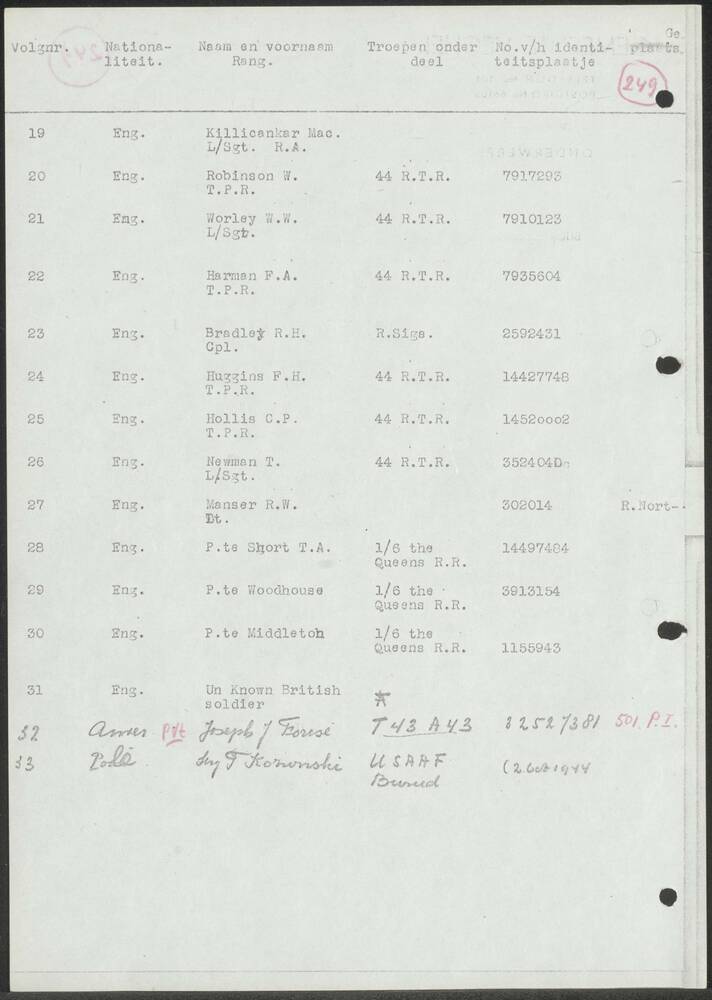 Volgnr. Nationa- Naam en voornaam Troepen onder No.v/h identi- plaats
liteit. Rang. deel teitsplaatje
Ge
249
19 Eng. Killicankar Mac.
L/Sgt. R.A.
20 Eng. Robinson W. 44 R.T.R. 7917293
T.P.R.
21 Eng. Worley W.W. 44 R.T.R. 7910123
L/Sgt.
22 Eng. Harman F.A. 44 R.T.R. 7935604
T.P.R.
23 Eng. Bradley R.H. R.Sigs. 2592431
Cpl.
24 Eng. Huggins F.H. 44 R.T.R. 14427748
T.P.R.
25 Eng. Hollis C.P. 44 R.T.R. 1452ooo2
T.P.R.
26 Eng. Newman T. 44 R.T.R. 352404D
L/Sgt.
27 Eng. Manser R.W. 302014 R.Nort-
Lt.
28 Eng. P.te Short T.A. 1/6 the 14497484
Queens R.R.
29 Eng. P.te Woodhouse 1/6 the 3913154
Queens R.R.
30 Eng. P.te Middleton 1/6 the
Queens R.R. 1155943
31 Eng. Un Known British
soldier
32 Amer Pvt Joseph J T 43 A 43 32527381 501. P.I.
33 Pole USAAF
Buried